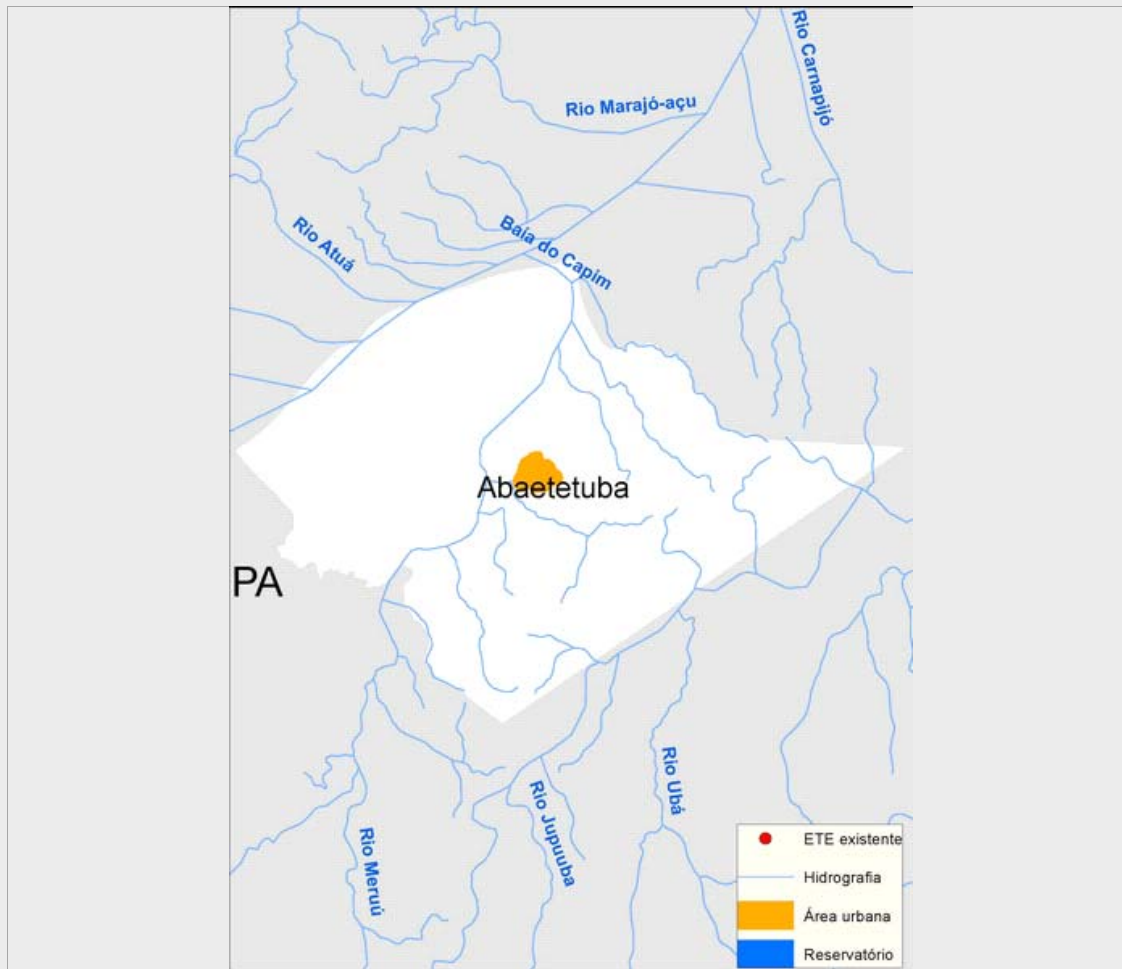 Rio Carnapijó
Rio Marajó-açu
Rio Atuá
Baía do Capim
Abaetetuba
PA
Rio Ubá
Rio Jupuuba
Rio Meruú
ETE existente
Hidrografia
Área urbana
Reservatório